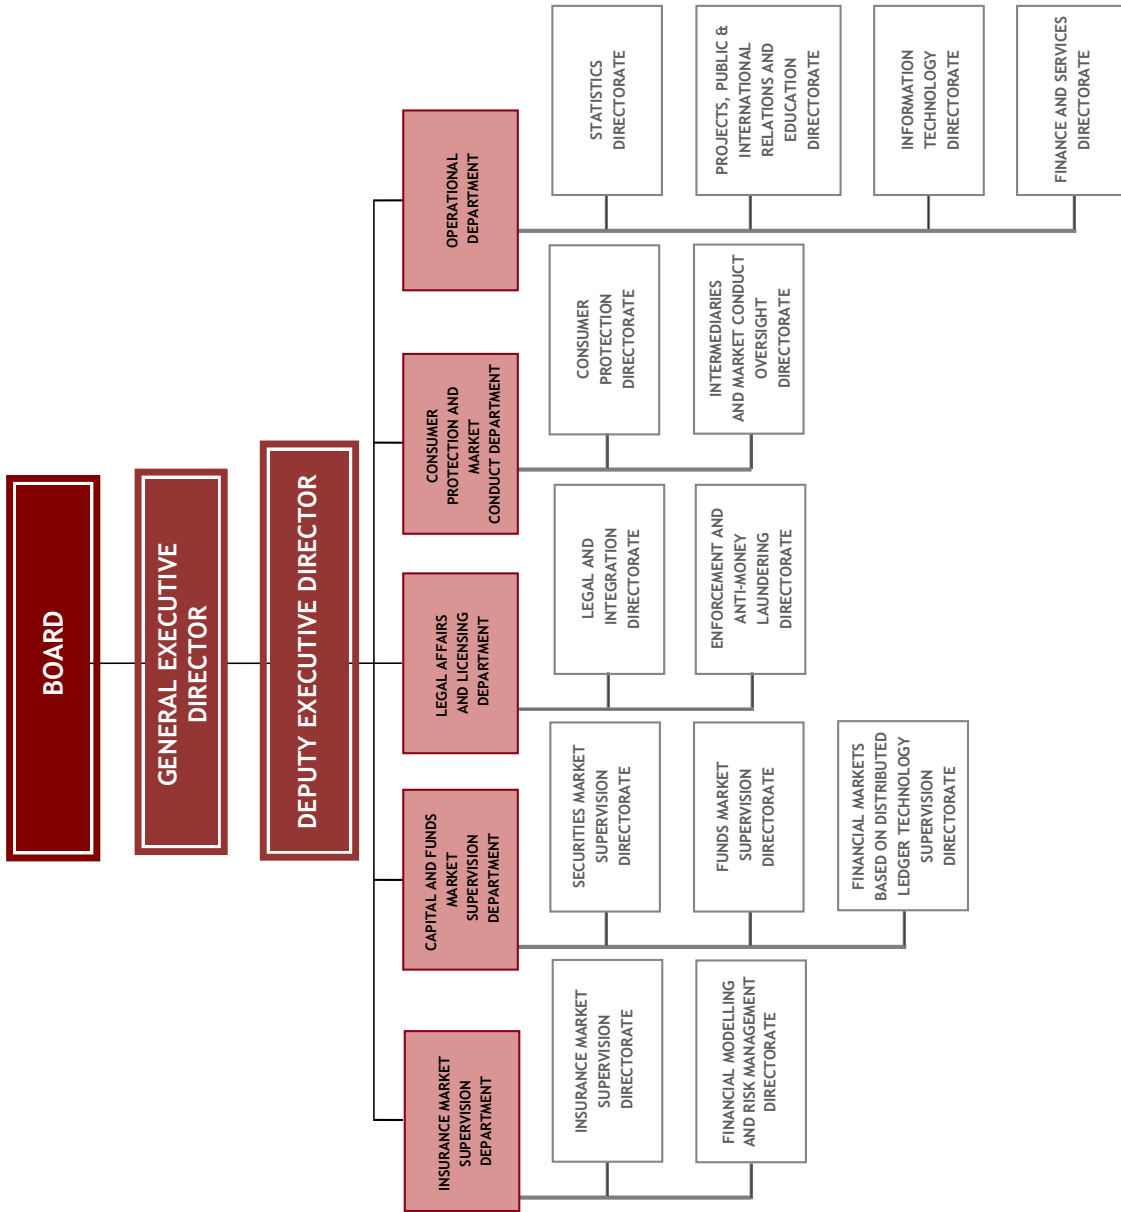 BOARD
GENERAL EXECUTIVE
DIRECTOR
DEPUTY EXECUTIVE DIRECTOR
INSURANCE MARKET
SUPERVISION
DEPARTMENT
CAPITAL AND FUNDS
MARKET
SUPERVISION
DEPARTMENT
LEGAL AFFAIRS
AND LICENSING
DEPARTMENT
CONSUMER
PROTECTION AND
MARKET
CONDUCT DEPARTMENT
OPERATIONAL
DEPARTMENT
INSURANCE MARKET
SUPERVISION
DIRECTORATE
FINANCIAL MODELLING
AND RISK MANAGEMENT
DIRECTORATE
SECURITIES MARKET
SUPERVISION
DIRECTORATE
FUNDS MARKET
SUPERVISION
DIRECTORATE
FINANCIAL MARKETS
BASED ON DISTRIBUTED
LEDGER TECHNOLOGY
SUPERVISION
DIRECTORATE
LEGAL AND
INTEGRATION
DIRECTORATE
ENFORCEMENT AND
ANTI-MONEY
LAUNDERING
DIRECTORATE
CONSUMER
PROTECTION
DIRECTORATE
INTERMEDIARIES
AND MARKET CONDUCT
OVERSIGHT
DIRECTORATE
STATISTICS
DIRECTORATE
PROJECTS, PUBLIC &
INTERNATIONAL
RELATIONS AND
EDUCATION
DIRECTORATE
INFORMATION
TECHNOLOGY
DIRECTORATE
FINANCE AND SERVICES
DIRECTORATE